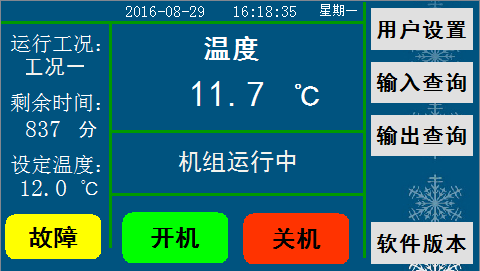 2016-08-29 16:18:35 星期一
运行工况:
工况一
剩余时间:
837 分
设定温度:
12.0 ℃
温度
11.7 ℃
机组运行中
故障
开机
关机
用户设置
输入查询
输出查询
软件版本